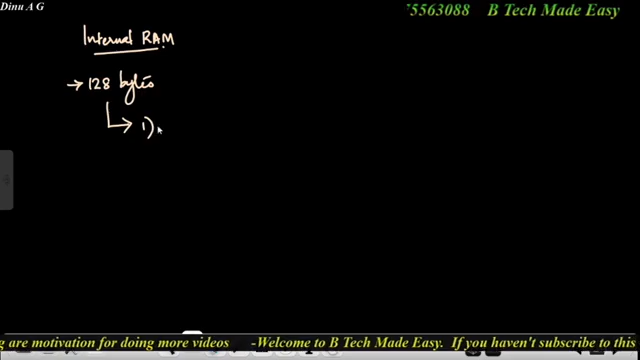 Dinu A G
75563088 B Tech Made Easy
Internal RAM
→ 128 bytes
↳ 1)
g are motivation for doing more videos -Welcome to B Tech Made Easy. If you haven't subscribe to this